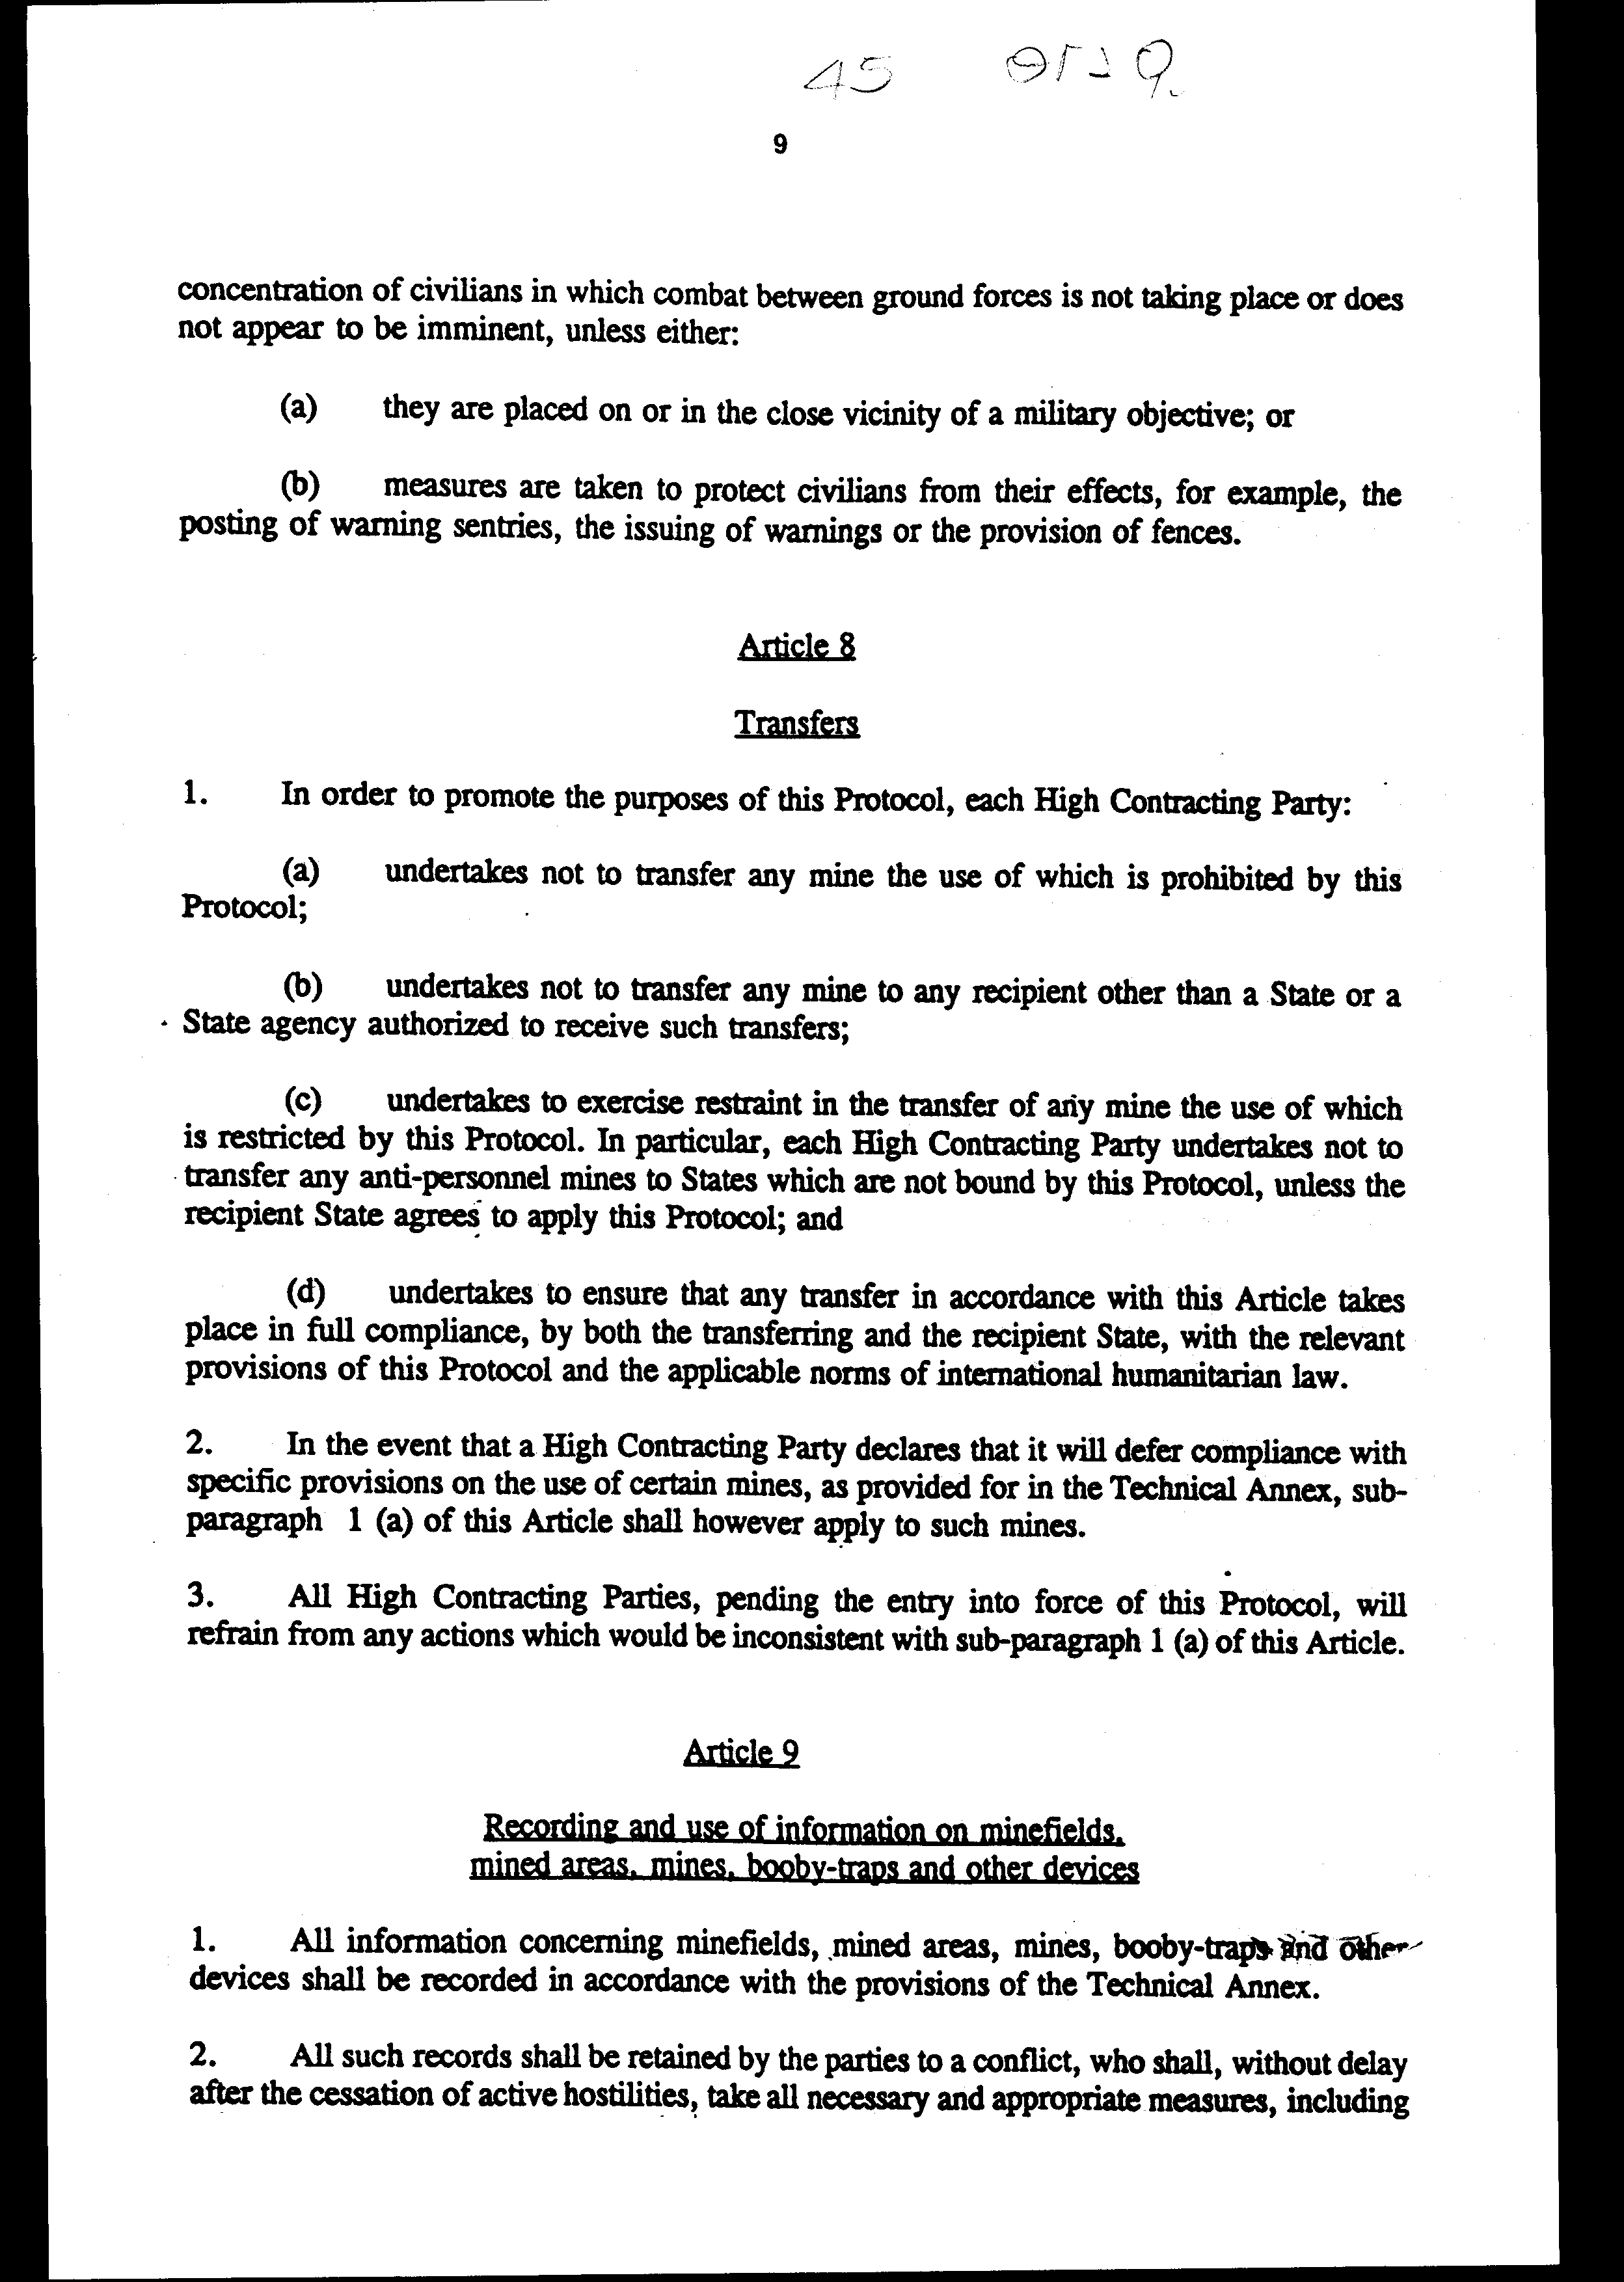 45
9
concentration of civilians in which combat between ground forces is not taking place or does
not appear to be imminent, unless either:
(a) they are placed on or in the close vicinity of a military objective; or
(b) measures are taken to protect civilians from their effects, for example, the
posting of warning sentries, the issuing of warnings or the provision of fences.
Article 8
Transfers
1. In order to promote the purposes of this Protocol, each High Contracting Party:
(a) undertakes not to transfer any mine the use of which is prohibited by this
Protocol;
(b) undertakes not to transfer any mine to any recipient other than a State or a
State agency authorized to receive such transfers;
(c) undertakes to exercise restraint in the transfer of any mine the use of which
is restricted by this Protocol. In particular, each High Contracting Party undertakes not to
transfer any anti-personnel mines to States which are not bound by this Protocol, unless the
recipient State agrees to apply this Protocol; and
(d) undertakes to ensure that any transfer in accordance with this Article takes
place in full compliance, by both the transferring and the recipient State, with the relevant
provisions of this Protocol and the applicable norms of international humanitarian law.
2. In the event that a High Contracting Party declares that it will defer compliance with
specific provisions on the use of certain mines, as provided for in the Technical Annex, sub-
paragraph 1 (a) of this Article shall however apply to such mines.
3. All High Contracting Parties, pending the entry into force of this Protocol, will
refrain from any actions which would be inconsistent with sub-paragraph 1 (a) of this Article.
Article 9
Recording and use of information on minefields,
mined areas, mines, booby-traps and other devices
1. All information concerning minefields, mined areas, mines, booby-traps and other
devices shall be recorded in accordance with the provisions of the Technical Annex.
2. All such records shall be retained by the parties to a conflict, who shall, without delay
after the cessation of active hostilities, take all necessary and appropriate measures, including